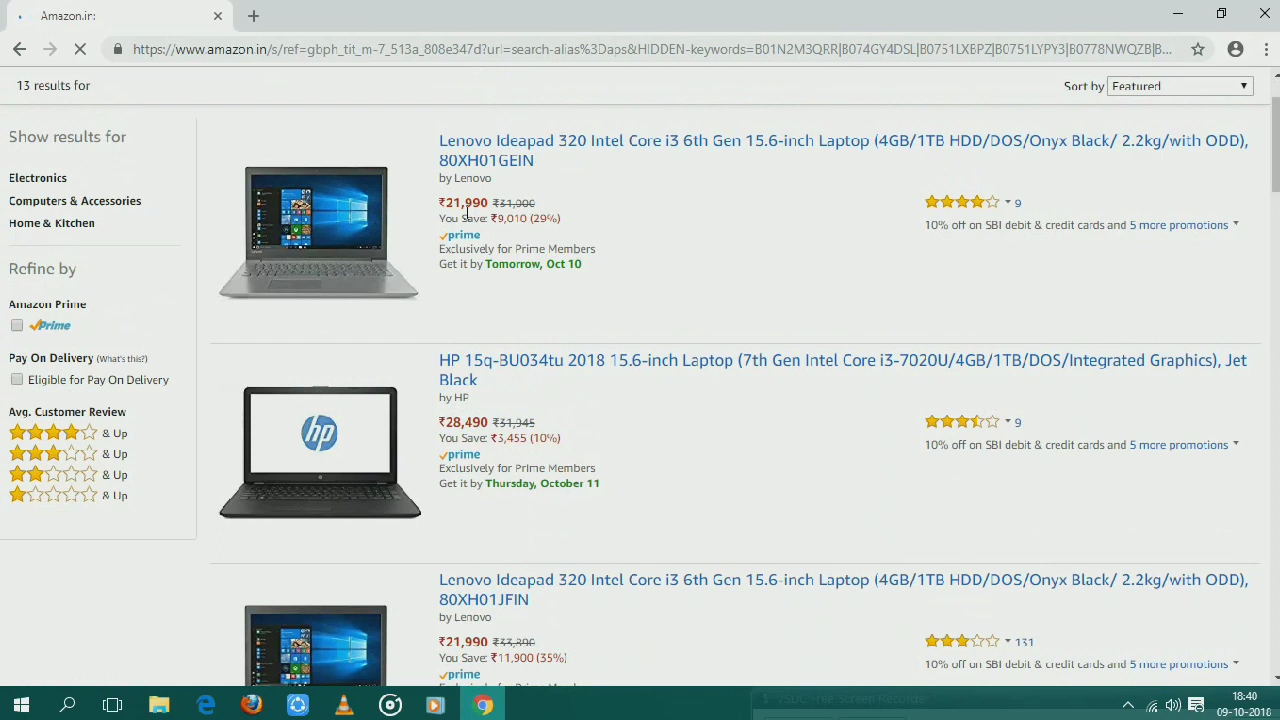 Amazon.in:
https://www.amazon.in/s/ref=gbph_tit_m-7_513a_808e347d?url=search-alias%3Daps&HIDDEN-keywords=B01N2M3QRR|B074GY4DSL|B0751LXBPZ|B0751LYPY3|B0778NWQZB|B...
13 results for
Sort by Featured
Show results for
Electronics
Computers & Accessories
Home & Kitchen
Refine by
Amazon Prime
Prime
Pay On Delivery (What's this?)
Eligible for Pay On Delivery
Avg. Customer Review
& Up
& Up
& Up
& Up
Lenovo Ideapad 320 Intel Core i3 6th Gen 15.6-inch Laptop (4GB/1TB HDD/DOS/Onyx Black/ 2.2kg/with ODD),
80XH01GEIN
by Lenovo
₹21,990 ₹31,000
You Save: ₹9,010 (29%)
prime
Exclusively for Prime Members
Get it by Tomorrow, Oct 10
9
10% off on SBI debit & credit cards and 5 more promotions
hp
HP 15q-BU034tu 2018 15.6-inch Laptop (7th Gen Intel Core i3-7020U/4GB/1TB/DOS/Integrated Graphics), Jet
Black
by HP
₹28,490 ₹31,945
You Save: ₹3,455 (10%)
prime
Exclusively for Prime Members
Get it by Thursday, October 11
9
10% off on SBI debit & credit cards and 5 more promotions
Lenovo Ideapad 320 Intel Core i3 6th Gen 15.6-inch Laptop (4GB/1TB HDD/DOS/Onyx Black/ 2.2kg/with ODD),
80XH01JFIN
by Lenovo
₹21,990 ₹33,890
You Save: ₹11,900 (35%)
prime
131
10% off on SBI debit & credit cards and 5 more promotions
VSDC Free Screen Recorder
18:40
09-10-2018